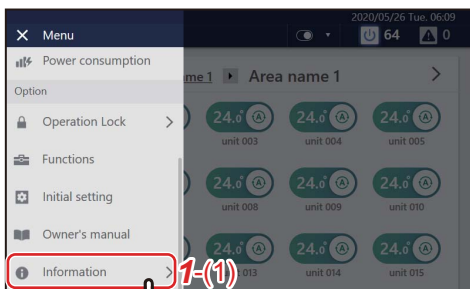 2020/05/26 Tue. 06:09
Menu
64
0
Power consumption
me 1
Area name 1
Option
Operation Lock
24.0°
A
24.0°
A
24.0°
A
unit 003
unit 004
unit 005
Functions
24.0°
A
24.0°
A
24.0°
A
Initial setting
unit 008
unit 009
unit 010
Owner's manual
24.0°
A
24.0°
A
24.0°
A
Information
1-(1)
013
unit 014
unit 015